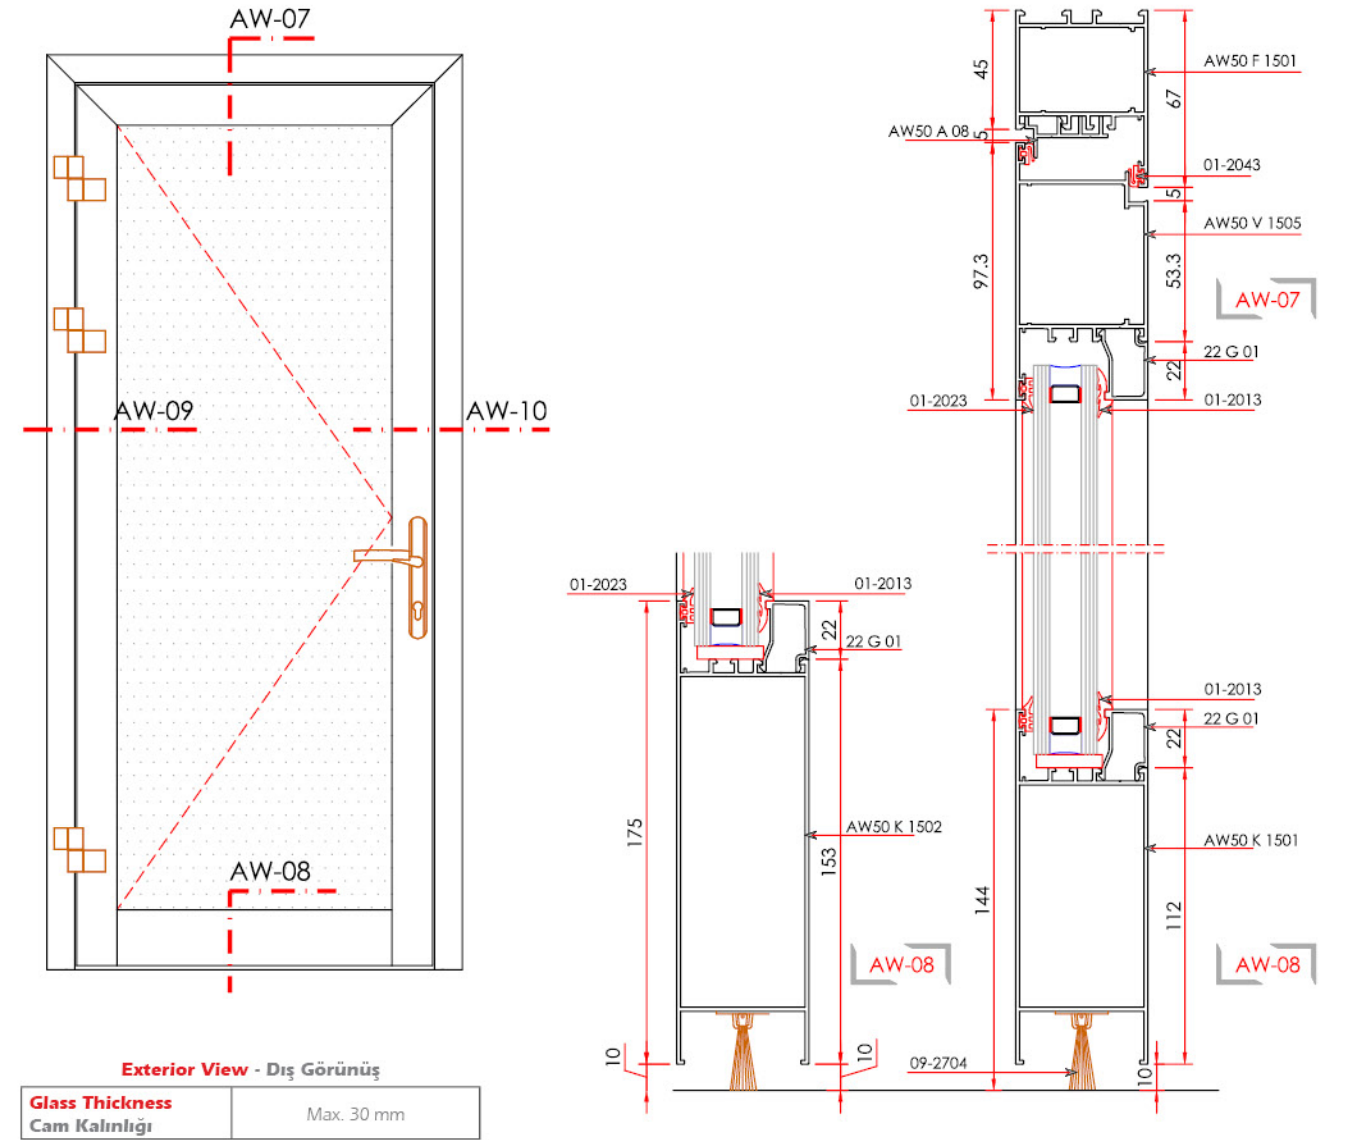 AW-07
AW-09
AW-10
AW-08
Exterior View - Dış Görünüş
Glass Thickness
Cam Kalınlığı
Max. 30 mm
01-2023
01-2013
22
22 G 01
175
153
AW50 K 1502
AW-08
10
10
45
67
AW50 F 1501
AW50 A 08
5
01-2043
5
AW50 V 1505
97.3
53.3
AW-07
22 G 01
22
01-2023
01-2013
01-2013
22 G 01
22
AW50 K 1501
144
112
AW-08
09-2704
10